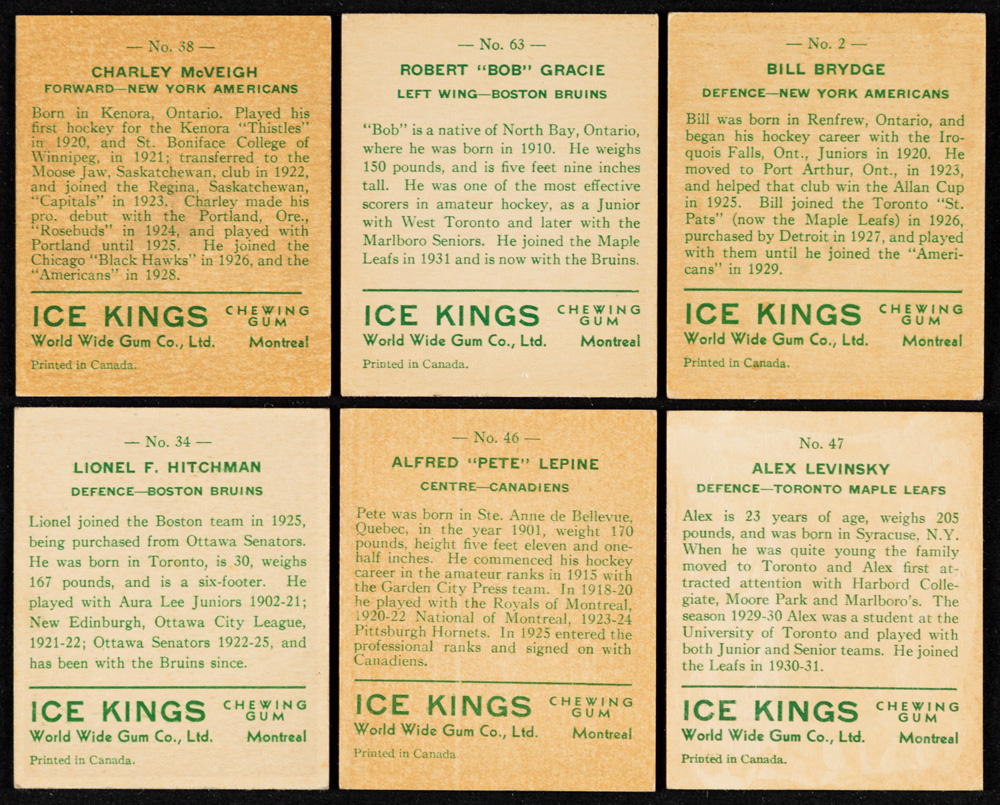 — No. 38 —
CHARLEY McVEIGH
FORWARD—NEW YORK AMERICANS
Born in Kenora, Ontario. Played his
first hockey for the Kenora "Thistles"
in 1920, and St. Boniface College of
Winnipeg, in 1921; transferred to the
Moose Jaw, Saskatchewan, club in 1922,
and joined the Regina, Saskatchewan,
"Capitals" in 1923. Charley made his
pro. debut with the Portland, Ore.,
"Rosebuds" in 1924, and played with
Portland until 1925. He joined the
Chicago "Black Hawks" in 1926, and the
"Americans" in 1928.
ICE KINGS CHEWING GUM
World Wide Gum Co., Ltd. Montreal
Printed in Canada.
— No. 63 —
ROBERT "BOB" GRACIE
LEFT WING—BOSTON BRUINS
"Bob" is a native of North Bay, Ontario,
where he was born in 1910. He weighs
150 pounds, and is five feet nine inches
tall. He was one of the most effective
scorers in amateur hockey, as a Junior
with West Toronto and later with the
Marlboro Seniors. He joined the Maple
Leafs in 1931 and is now with the Bruins.
ICE KINGS CHEWING GUM
World Wide Gum Co., Ltd. Montreal
Printed in Canada.
— No. 2 —
BILL BRYDGE
DEFENCE—NEW YORK AMERICANS
Bill was born in Renfrew, Ontario, and
began his hockey career with the Iro-
quois Falls, Ont., Juniors in 1920. He
moved to Port Arthur, Ont., in 1923,
and helped that club win the Allan Cup
in 1925. Bill joined the Toronto "St.
Pats" (now the Maple Leafs) in 1926,
purchased by Detroit in 1927, and played
with them until he joined the "Ameri-
cans" in 1929.
ICE KINGS CHEWING GUM
World Wide Gum Co., Ltd. Montreal
Printed in Canada.
— No. 34 —
LIONEL F. HITCHMAN
DEFENCE—BOSTON BRUINS
Lionel joined the Boston team in 1925,
being purchased from Ottawa Senators.
He was born in Toronto, is 30, weighs
167 pounds, and is a six-footer. He
played with Aura Lee Juniors 1902-21;
New Edinburgh, Ottawa City League,
1921-22; Ottawa Senators 1922-25, and
has been with the Bruins since.
ICE KINGS CHEWING GUM
World Wide Gum Co., Ltd. Montreal
Printed in Canada.
— No. 46 —
ALFRED "PETE" LEPINE
CENTRE—CANADIENS
Pete was born in Ste. Anne de Bellevue,
Quebec, in the year 1901, weight 170
pounds, height five feet eleven and one-
half inches. He commenced his hockey
career in the amateur ranks in 1915 with
the Garden City Press team. In 1918-20
he played with the Royals of Montreal,
1920-22 National of Montreal, 1923-24
Pittsburgh Hornets. In 1925 entered the
professional ranks and signed on with
Canadiens.
ICE KINGS CHEWING GUM
World Wide Gum Co., Ltd. Montreal
Printed in Canada
No. 47
ALEX LEVINSKY
DEFENCE—TORONTO MAPLE LEAFS
Alex is 23 years of age, weighs 205
pounds, and was born in Syracuse, N.Y.
When he was quite young the family
moved to Toronto and Alex first at-
tracted attention with Harbord Colle-
giate, Moore Park and Marlboro's. The
season 1929-30 Alex was a student at the
University of Toronto and played with
both Junior and Senior teams. He joined
the Leafs in 1930-31.
ICE KINGS CHEWING GUM
World Wide Gum Co., Ltd. Montreal
Printed in Canada.